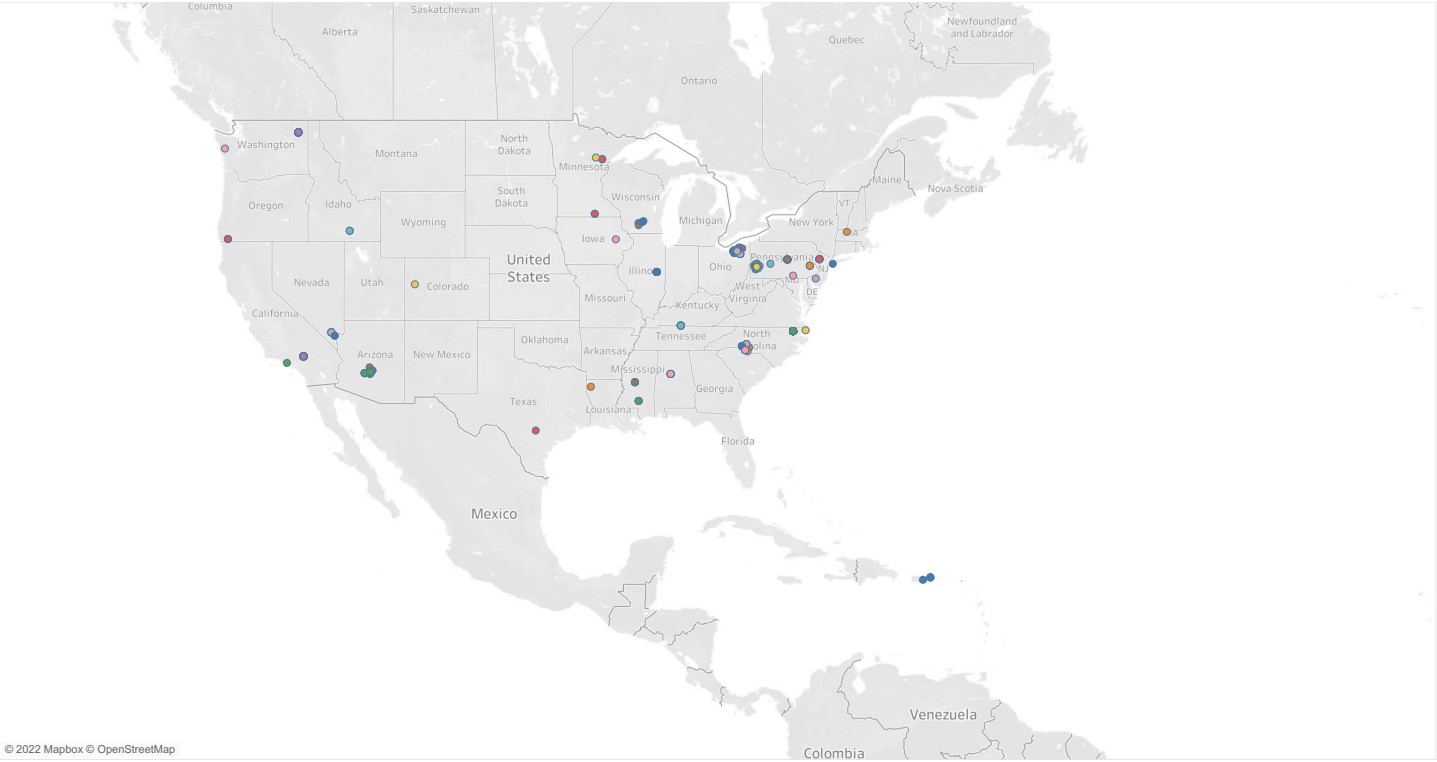 Columbia
Saskatchewan
Alberta
Newfoundland
and Labrador
Quebec
Ontario
Washington
North
Dakota
Montana
Minnesota
Maine
Nova Scotia
Oregon
Idaho
South
Dakota
Wisconsin
Wyoming
Michigan
VT
New York
Iowa
United
States
Pennsylvania
Ohio
NJ
Nevada
Utah
Colorado
West
Virginia
MD
DE
Missouri
Kentucky
California
Oklahoma
Tennessee
North
Arizona
New Mexico
Arkansas
Mississippi
Georgia
Texas
Louisiana
Florida
Mexico
Venezuela
Colombia
© 2022 Mapbox © OpenStreetMap